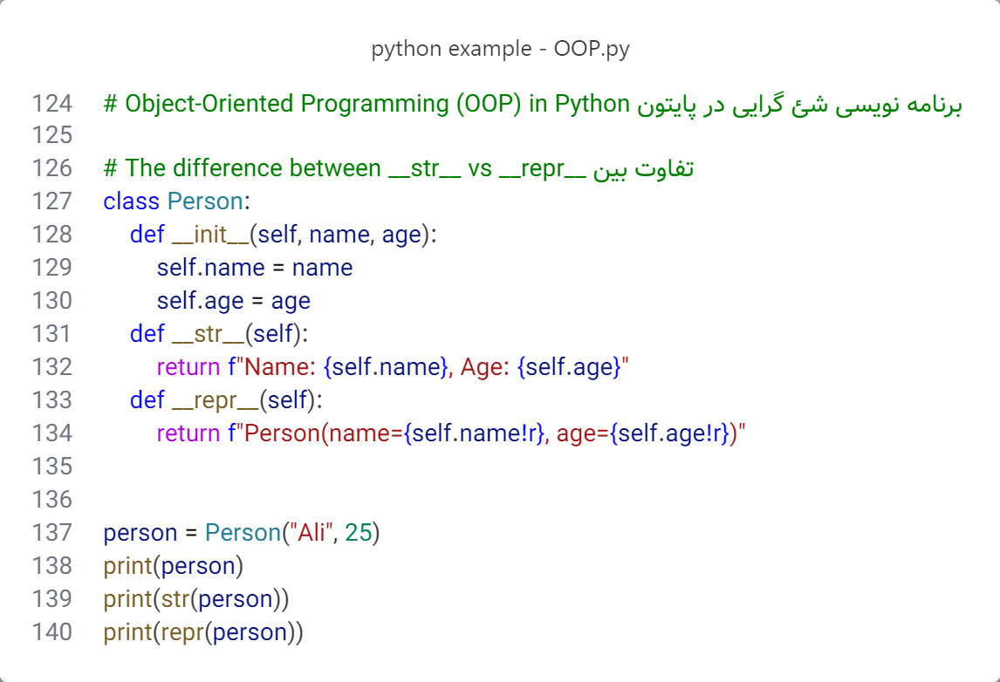 python example - OOP.py
124 # Object-Oriented Programming (OOP) in Python برنامه نویسی شئ گرایی در پایتون
125
126 # The difference between __str__ vs __repr__ تفاوت بین
127 class Person:
128     def __init__(self, name, age):
129         self.name = name
130         self.age = age
131     def __str__(self):
132         return f"Name: {self.name}, Age: {self.age}"
133     def __repr__(self):
134         return f"Person(name={self.name!r}, age={self.age!r})"
135
136
137 person = Person("Ali", 25)
138 print(person)
139 print(str(person))
140 print(repr(person))